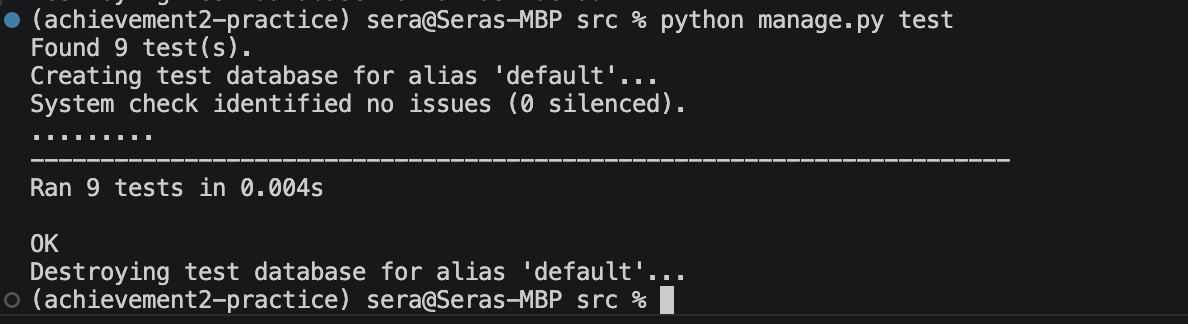 (achievement2-practice) sera@Seras-MBP src % python manage.py test
Found 9 test(s).
Creating test database for alias 'default'...
System check identified no issues (0 silenced).
.........
----------------------------------------------------------------------
Ran 9 tests in 0.004s

OK
Destroying test database for alias 'default'...
(achievement2-practice) sera@Seras-MBP src %